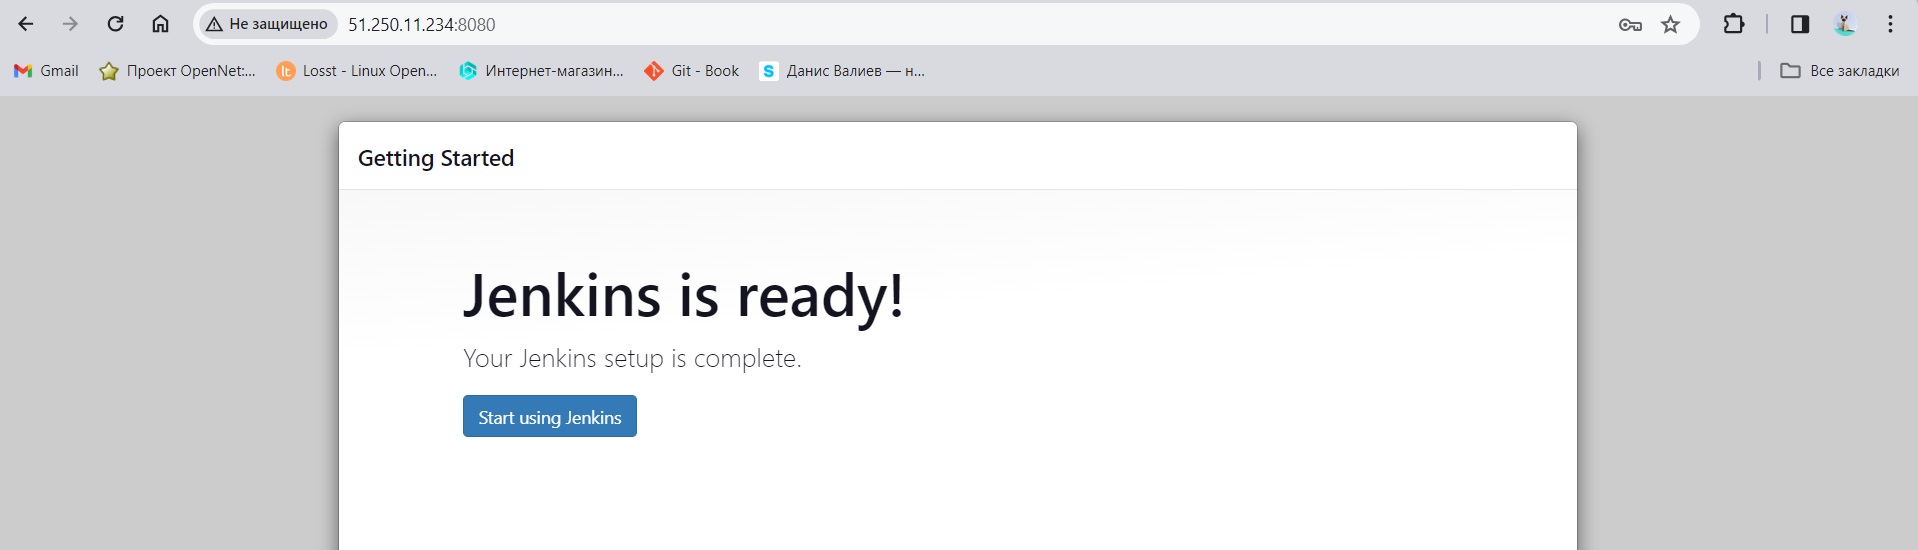 Не защищено 51.250.11.234:8080
Gmail Проект OpenNet:... Losst - Linux Open... Интернет-магазин... Git - Book Данис Валиев — н... Все закладки
Getting Started
Jenkins is ready!
Your Jenkins setup is complete.
Start using Jenkins